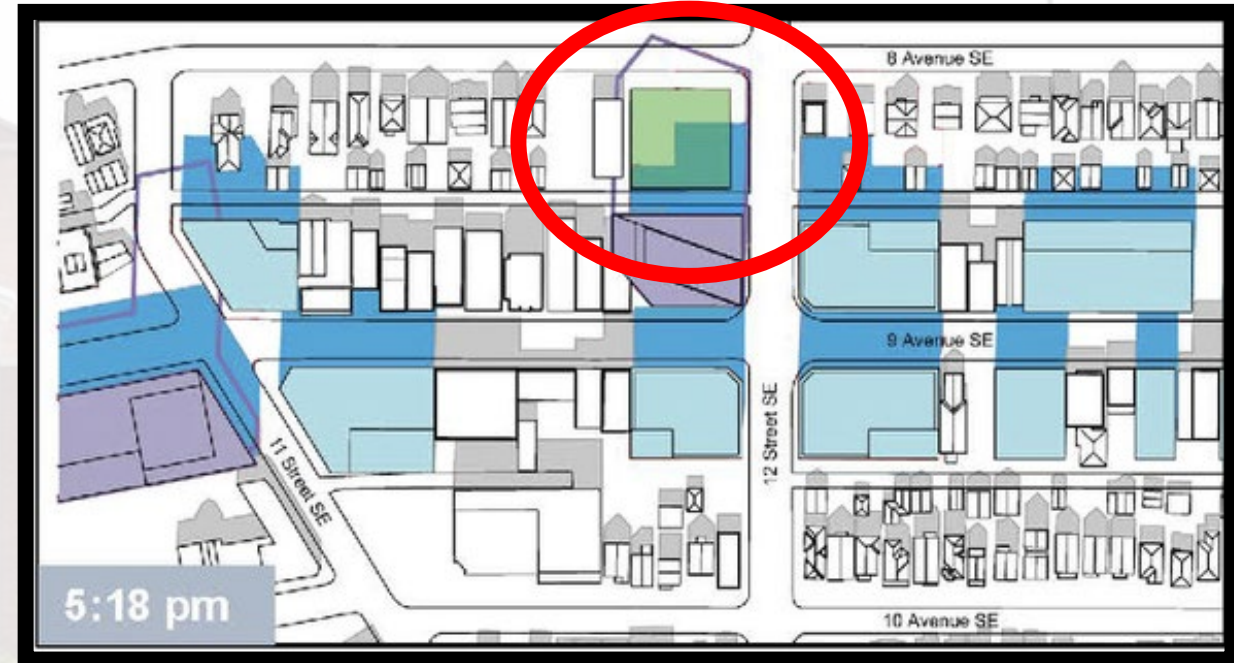 8 Avenue SE
9 Avenue SE
12 Street SE
11 Street SE
5:18 pm
10 Avenue SE